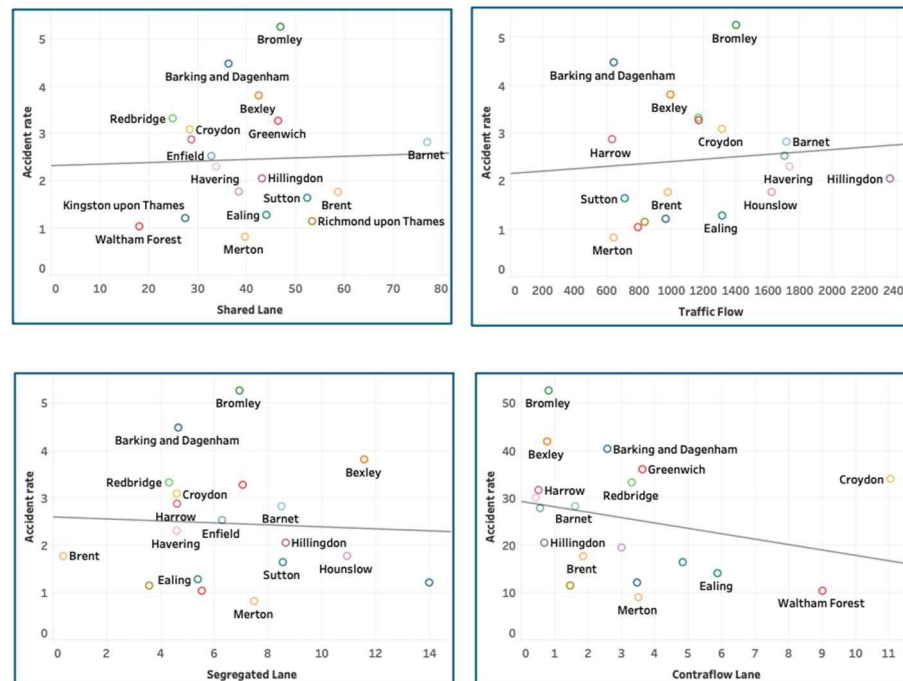 Accident rate
5
4
3
2
1
0
Bromley
Barking and Dagenham
Bexley
Redbridge
Croydon
Greenwich
Enfield
Barnet
Havering
Hillingdon
Kingston upon Thames
Sutton
Brent
Ealing
Richmond upon Thames
Waltham Forest
Merton
0 10 20 30 40 50 60 70 80
Shared Lane
Accident rate
5
4
3
2
1
0
Bromley
Barking and Dagenham
Bexley
Croydon
Harrow
Barnet
Havering
Hillingdon
Sutton
Brent
Hounslow
Ealing
Merton
0 200 400 600 800 1000 1200 1400 1600 1800 2000 2200 2400
Traffic Flow
Accident rate
5
4
3
2
1
0
Bromley
Barking and Dagenham
Bexley
Redbridge
Croydon
Harrow
Barnet
Enfield
Havering
Hillingdon
Brent
Hounslow
Ealing
Sutton
Merton
0 2 4 6 8 10 12 14
Segregated Lane
Accident rate
50
40
30
20
10
0
Bromley
Bexley
Barking and Dagenham
Greenwich
Croydon
Harrow
Redbridge
Barnet
Hillingdon
Brent
Ealing
Merton
Waltham Forest
0 1 2 3 4 5 6 7 8 9 10 11
Contraflow Lane